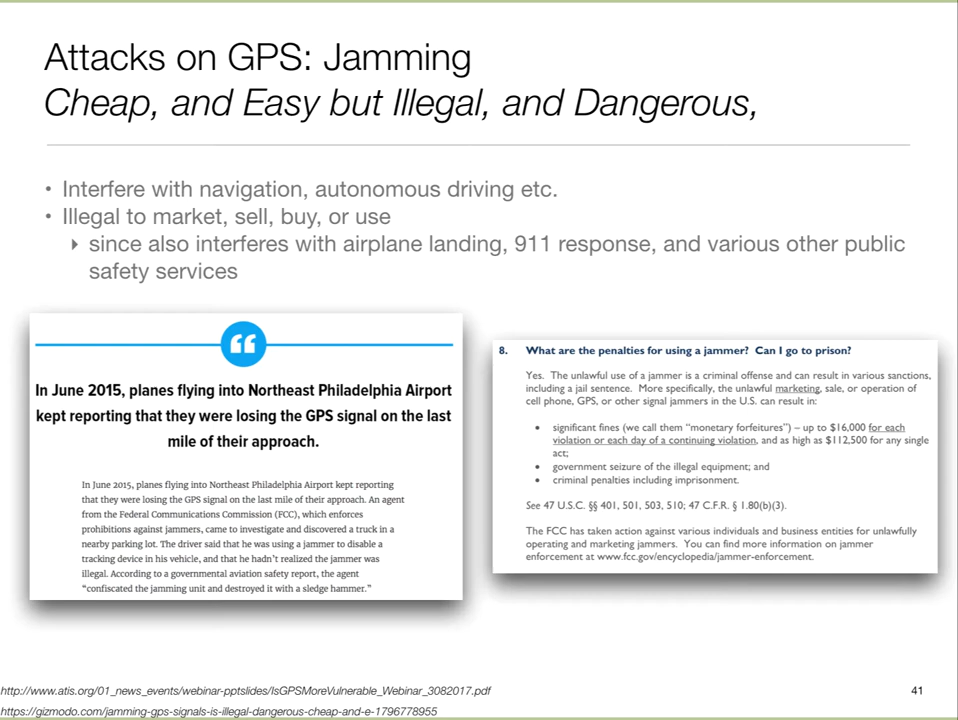 Attacks on GPS: Jamming
Cheap, and Easy but Illegal, and Dangerous,
• Interfere with navigation, autonomous driving etc.
• Illegal to market, sell, buy, or use
‣ since also interferes with airplane landing, 911 response, and various other public
safety services
“
In June 2015, planes flying into Northeast Philadelphia Airport
kept reporting that they were losing the GPS signal on the last
mile of their approach.
In June 2015, planes flying into Northeast Philadelphia Airport kept reporting
that they were losing the GPS signal on the last mile of their approach. An agent
from the Federal Communications Commission (FCC), which enforces
prohibitions against jammers, came to investigate and discovered a truck in a
nearby parking lot. The driver said that he was using a jammer to disable a
tracking device in his vehicle, and that he hadn't realized the jammer was
illegal. According to a governmental aviation safety report, the agent
“confiscated the jamming unit and destroyed it with a sledge hammer.”
8. What are the penalties for using a jammer? Can I go to prison?
Yes. The unlawful use of a jammer is a criminal offense and can result in various sanctions,
including a jail sentence. More specifically, the unlawful marketing, sale, or operation of
cell phone, GPS, or other signal jammers in the U.S. can result in:
• significant fines (we call them “monetary forfeitures”) – up to $16,000 for each
violation or each day of a continuing violation, and as high as $112,500 for any single
act;
• government seizure of the illegal equipment; and
• criminal penalties including imprisonment.
See 47 U.S.C. §§ 401, 501, 503, 510; 47 C.F.R. § 1.80(b)(3).
The FCC has taken action against various individuals and business entities for unlawfully
operating and marketing jammers. You can find more information on jammer
enforcement at www.fcc.gov/encyclopedia/jammer-enforcement.
http://www.atis.org/01_news_events/webinar-pptslides/IsGPSMoreVulnerable_Webinar_3082017.pdf
41
https://gizmodo.com/jamming-gps-signals-is-illegal-dangerous-cheap-and-e-1796778955